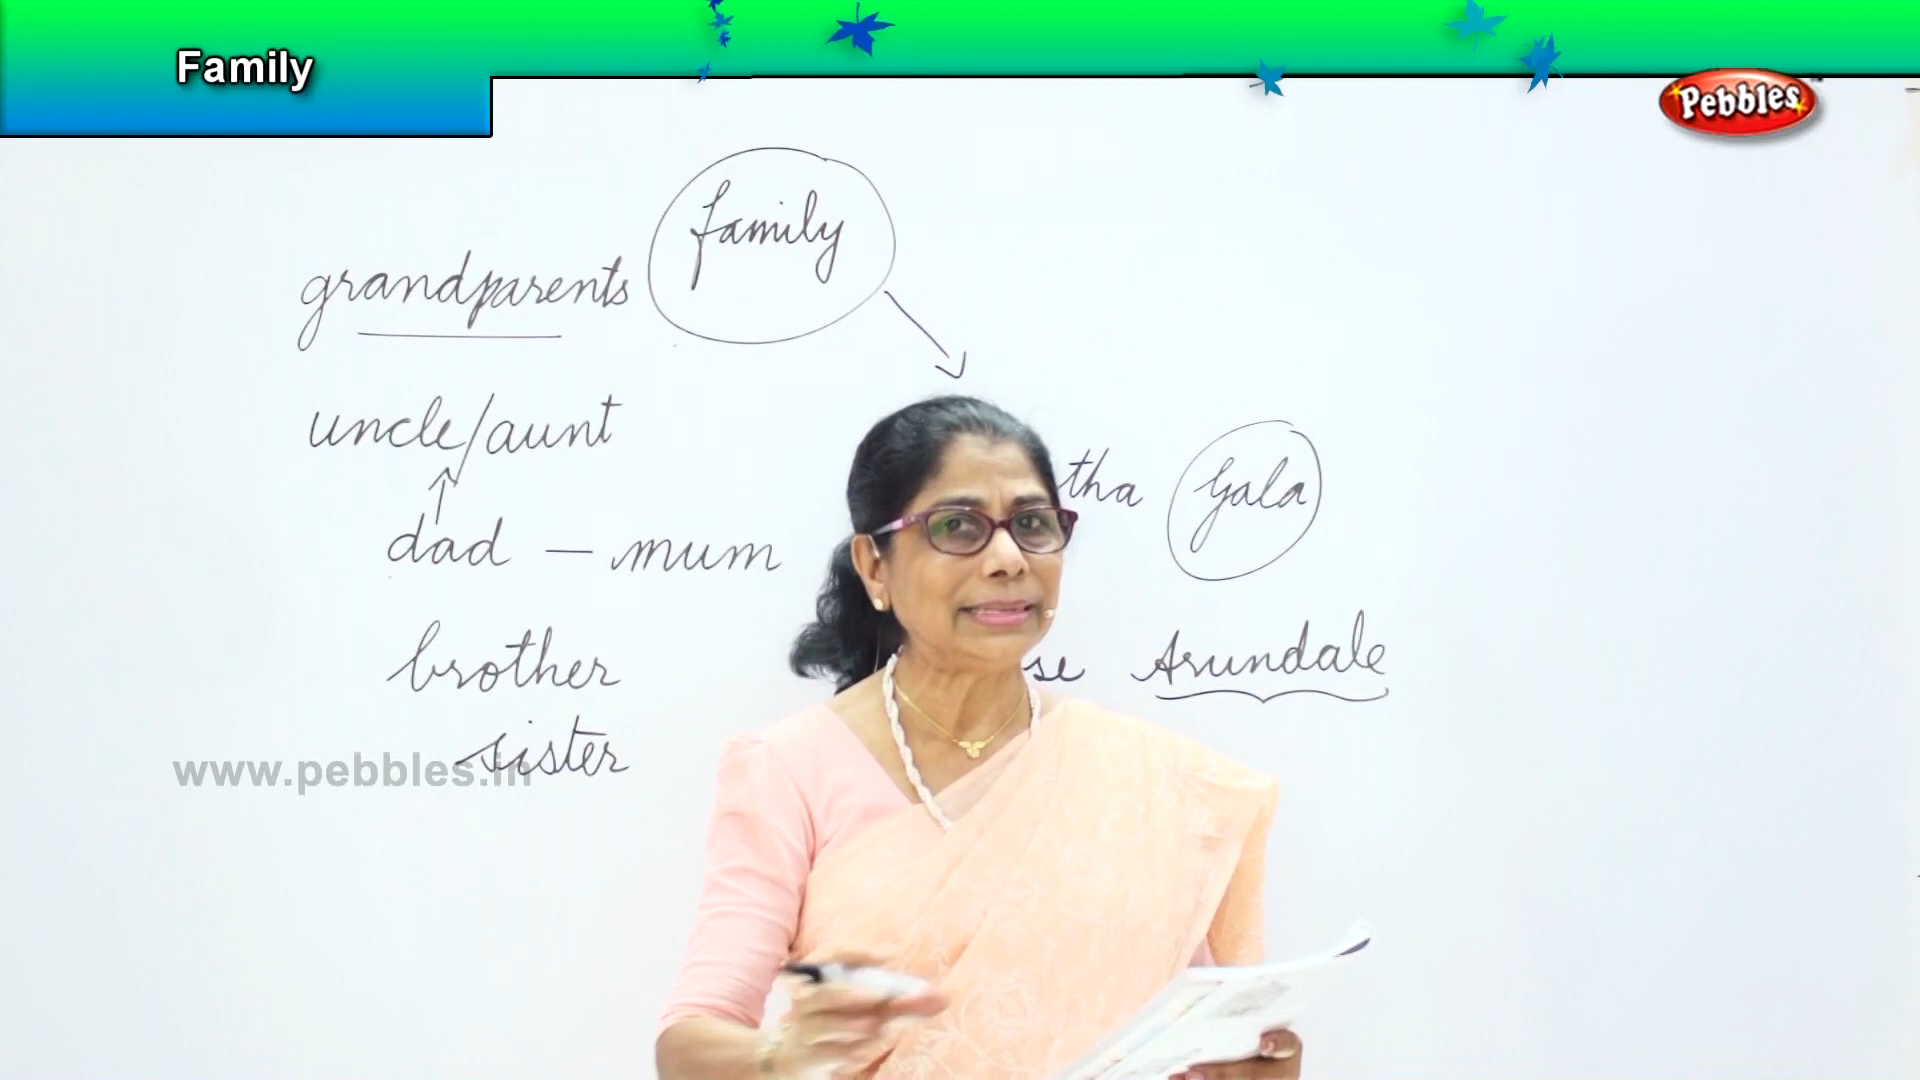 Family
Pebbles
family
grandparents
uncle/aunt
tha Gala
dad — mum
brother
se Arundale
sister
www.pebbles.in